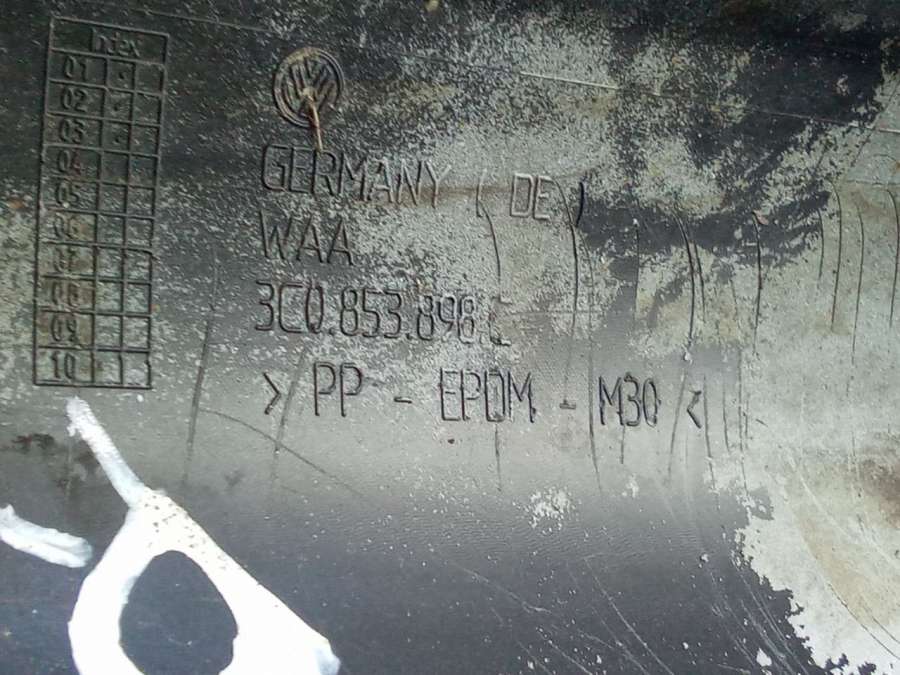 Index
01
02
03
04
05
06
07
08
09
10
VW
GERMANY ( DE )
WAA
3C0.853.898.C
> PP - EPDM - M30 <